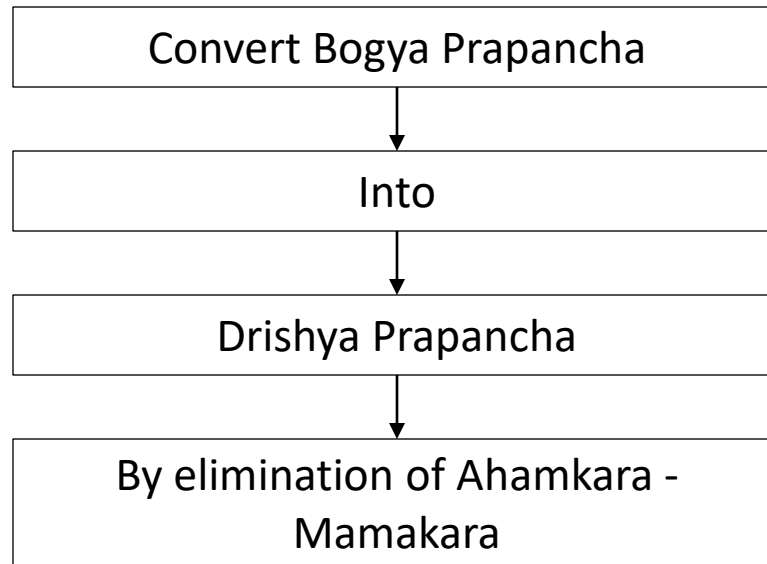 Convert Bogya Prapancha
Into
Drishya Prapancha
By elimination of Ahamkara -
Mamakara